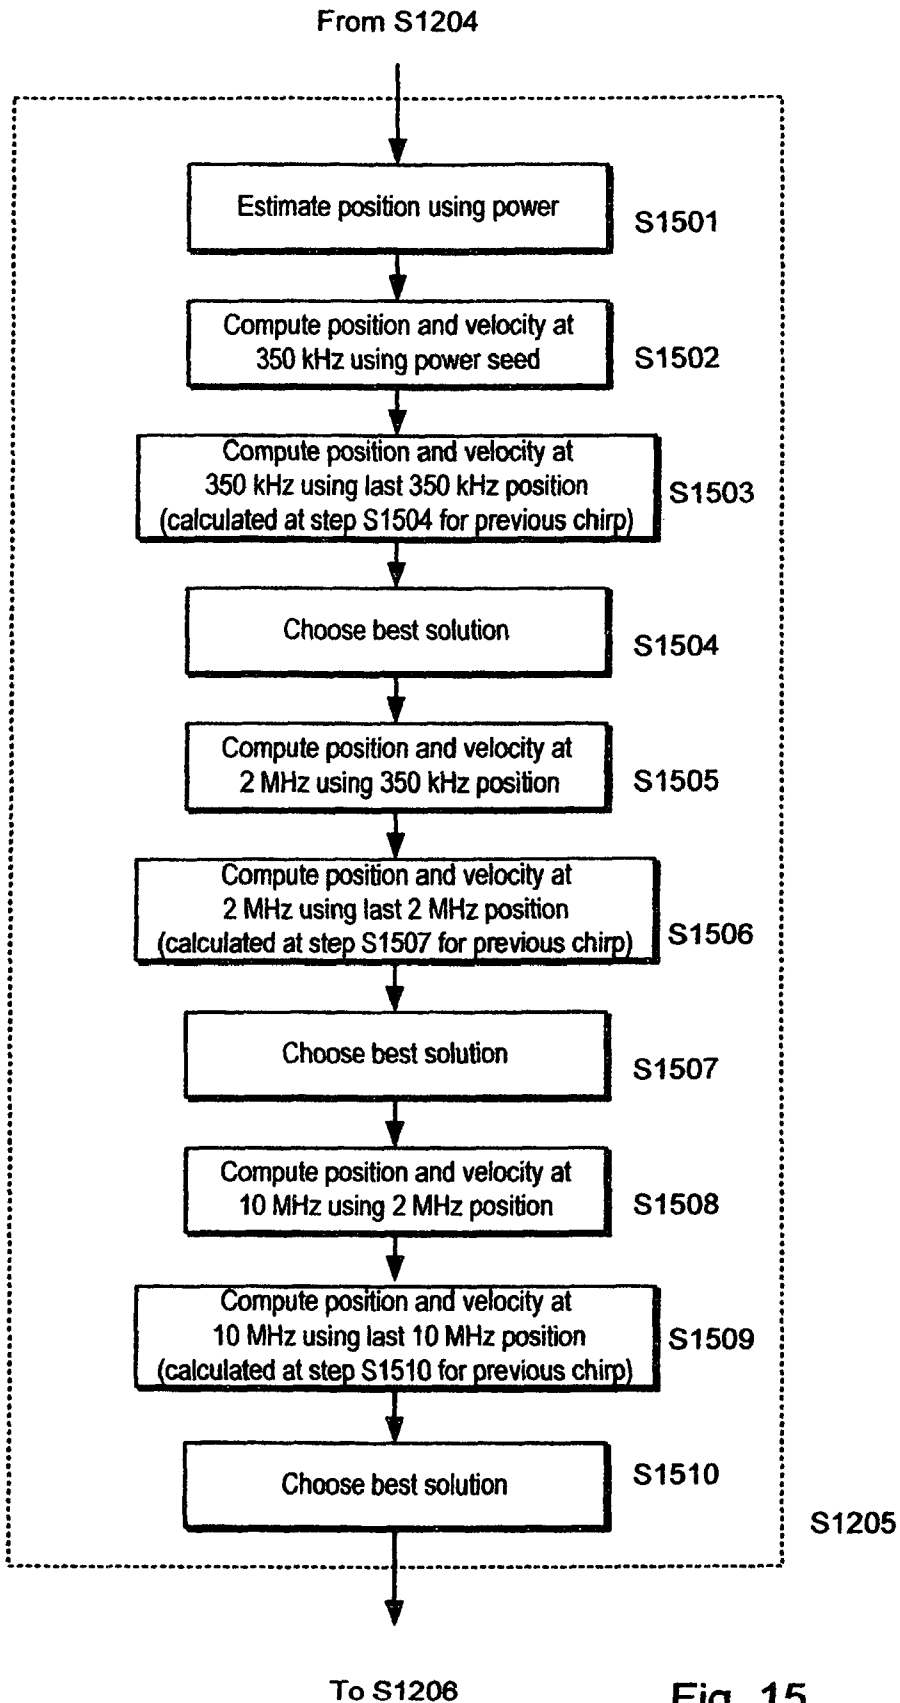 From S1204
Estimate position using power
S1501
Compute position and velocity at
350 kHz using power seed
S1502
Compute position and velocity at
350 kHz using last 350 kHz position
(calculated at step S1504 for previous chirp)
S1503
Choose best solution
S1504
Compute position and velocity at
2 MHz using 350 kHz position
S1505
Compute position and velocity at
2 MHz using last 2 MHz position
(calculated at step S1507 for previous chirp)
S1506
Choose best solution
S1507
Compute position and velocity at
10 MHz using 2 MHz position
S1508
Compute position and velocity at
10 MHz using last 10 MHz position
(calculated at step S1510 for previous chirp)
S1509
Choose best solution
S1510
S1205
To S1206
Fig. 15